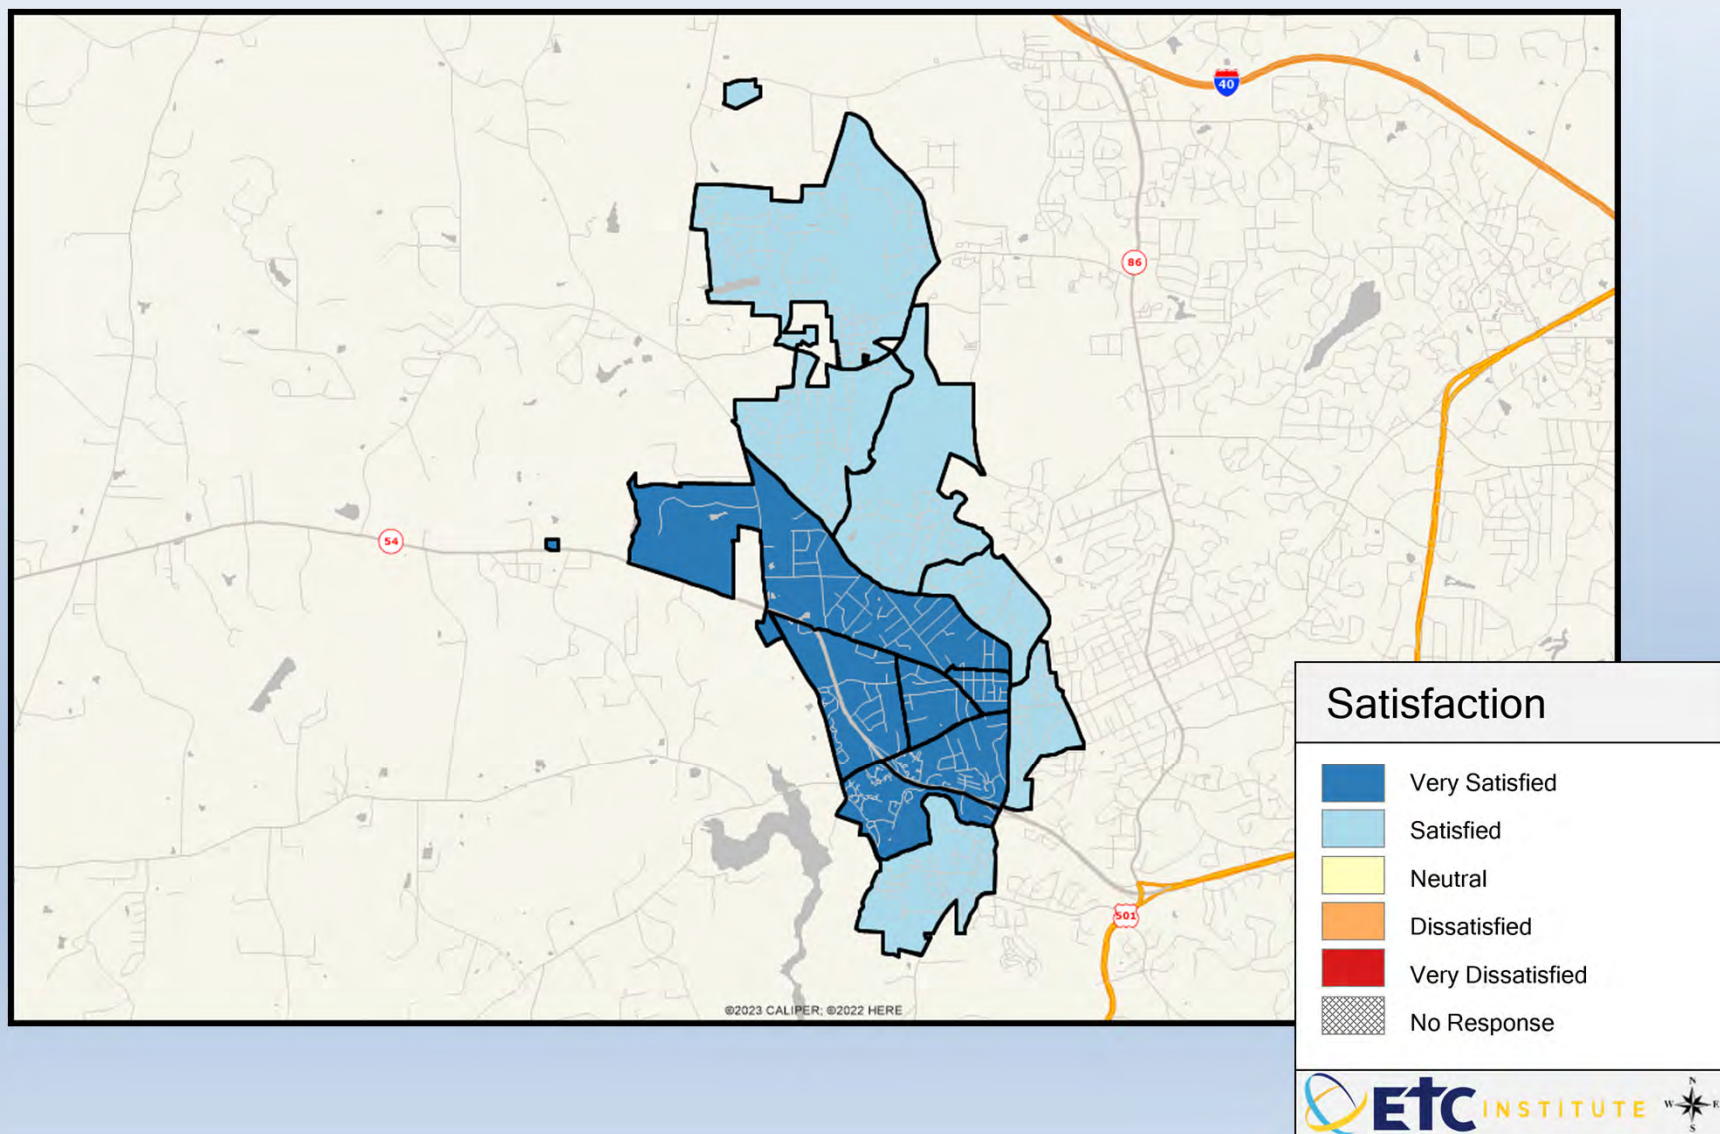 40
86
54
501
©2023 CALIPER; ©2022 HERE
Satisfaction
Very Satisfied
Satisfied
Neutral
Dissatisfied
Very Dissatisfied
No Response
ETC INSTITUTE
N
W E
S